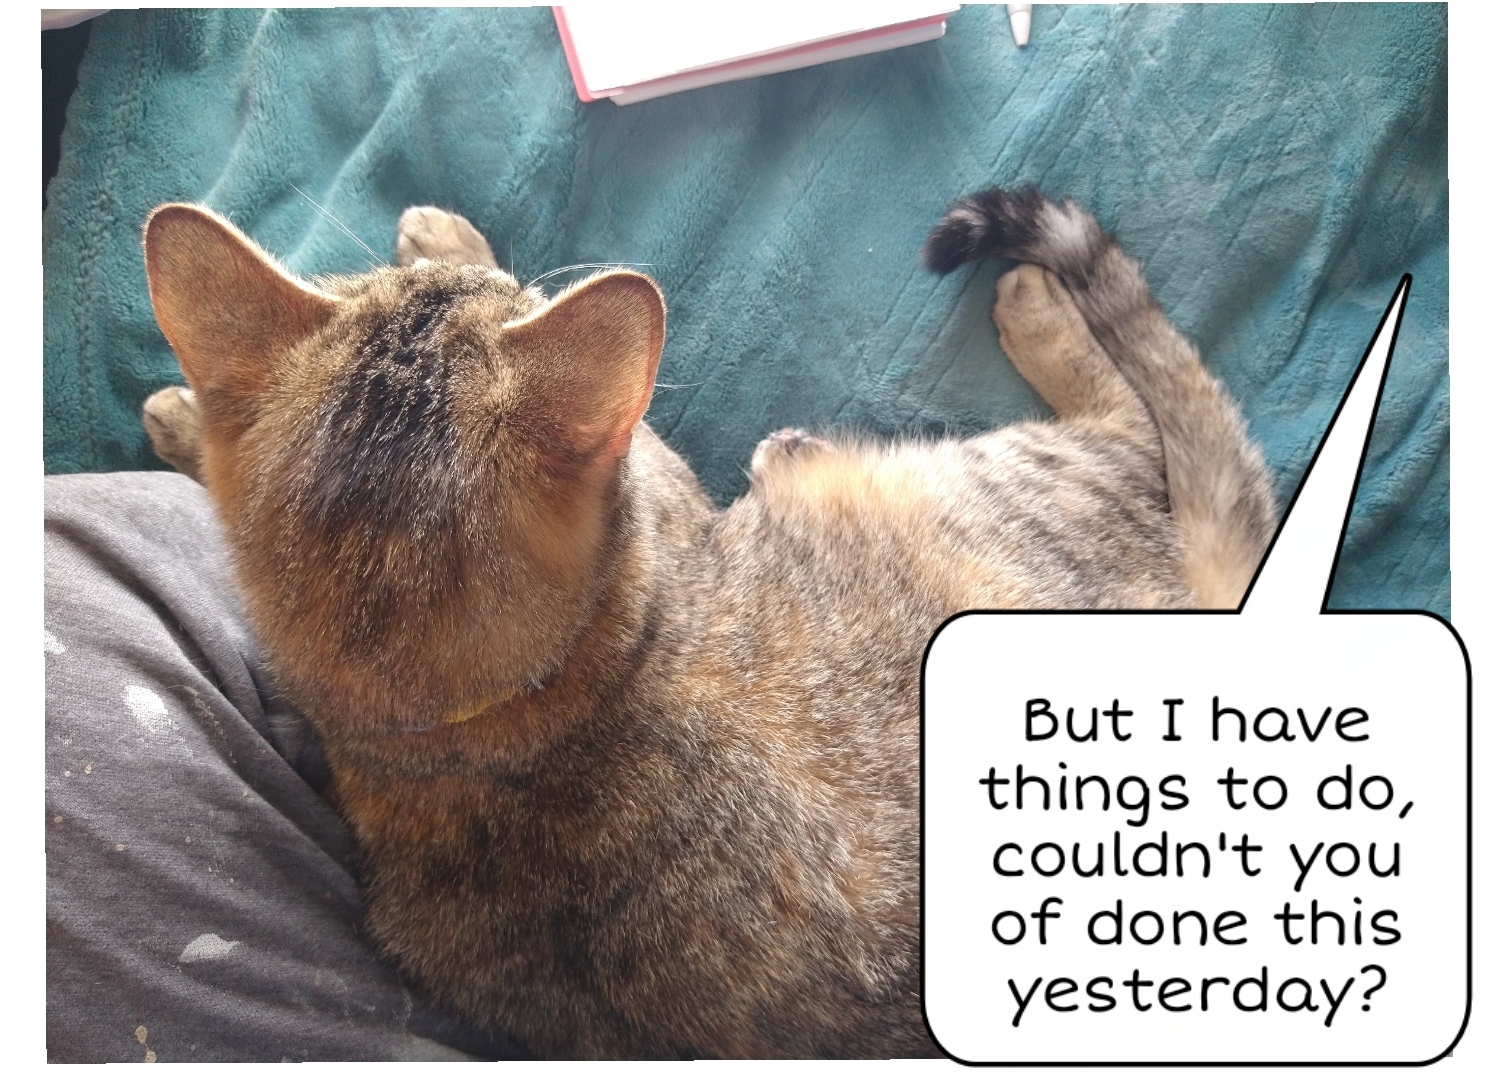 But I have
things to do,
couldn't you
of done this
yesterday?